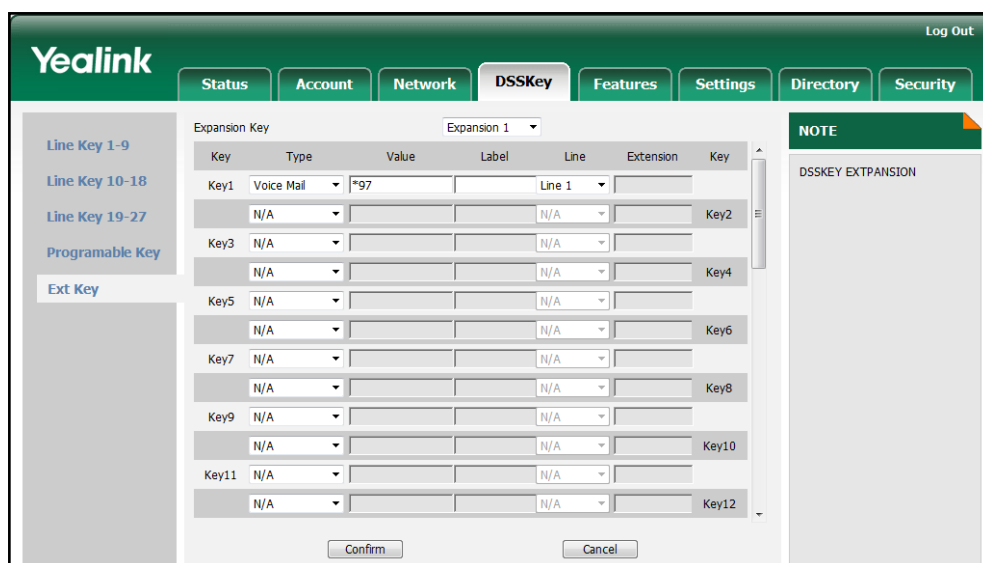 Log Out
Yealink
Status Account Network DSSKey Features Settings Directory Security
Line Key 1-9
Line Key 10-18
Line Key 19-27
Programable Key
Ext Key
Expansion Key Expansion 1
Key Type Value Label Line Extension Key
Key1 Voice Mail *97 Line 1
N/A N/A Key2
Key3 N/A N/A
N/A N/A Key4
Key5 N/A N/A
N/A N/A Key6
Key7 N/A N/A
N/A N/A Key8
Key9 N/A N/A
N/A N/A Key10
Key11 N/A N/A
N/A N/A Key12
Confirm Cancel
NOTE
DSSKEY EXTPANSION